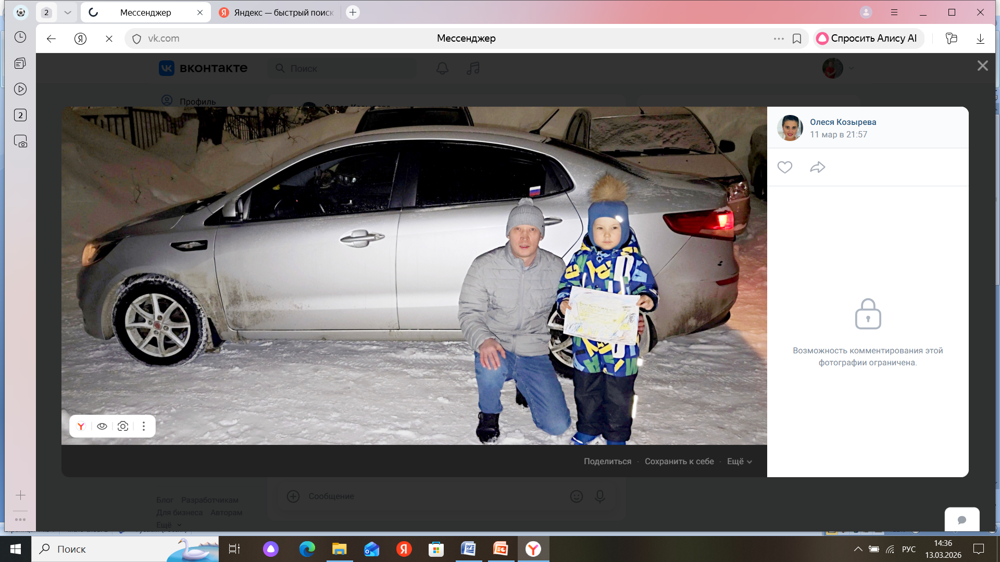 2
Мессенджер
Яндекс — быстрый поиск
vk.com
Мессенджер
Спросить Алису AI
вконтакте
Поиск
Профиль
2
Олеся Козырева
11 мар в 21:57
Возможность комментирования этой
фотографии ограничена.
Поделиться · Сохранить к себе · Ещё
Сообщение
Блог Разработчикам
Для бизнеса Авторам
Ещё
Поиск
РУС
14:36
13.03.2026